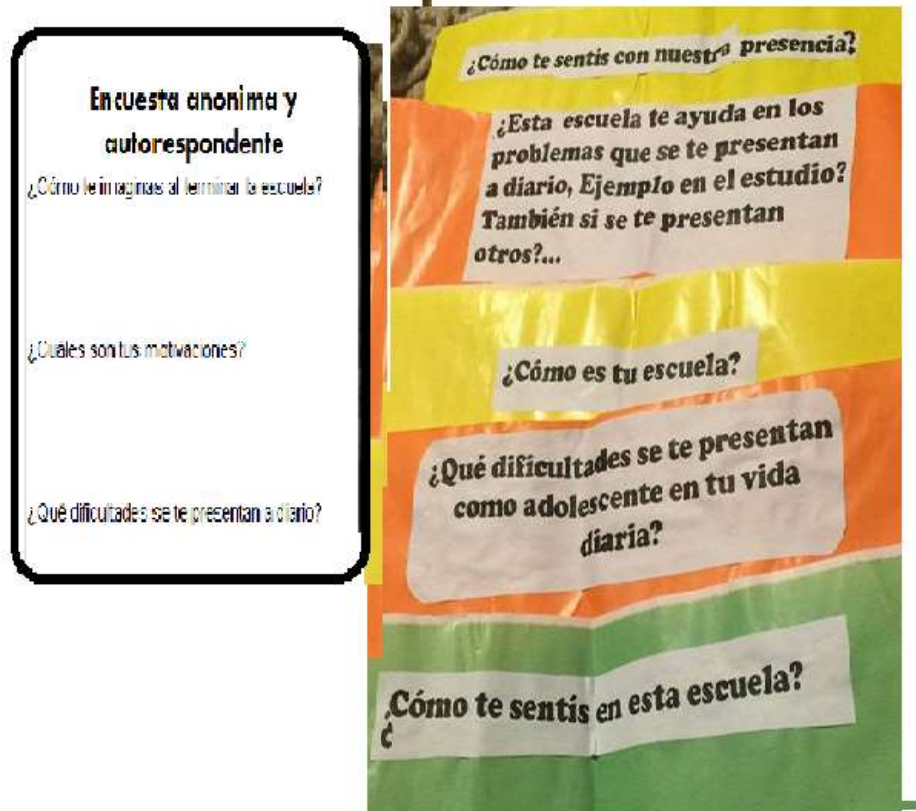 Encuesta anonima y
autorespondente
¿Cómo te imaginas al terminar la escuela?
¿Cuáles son tus motivaciones?
¿Qué dificultades se te presentan a diario?
¿Cómo te sentis con nuestra presencia?
¿Esta escuela te ayuda en los
problemas que se te presentan
a diario, Ejemplo en el estudio?
También si se te presentan
otros?...
¿Cómo es tu escuela?
¿Qué dificultades se te presentan
como adolescente en tu vida
diaria?
¿Cómo te sentís en esta escuela?